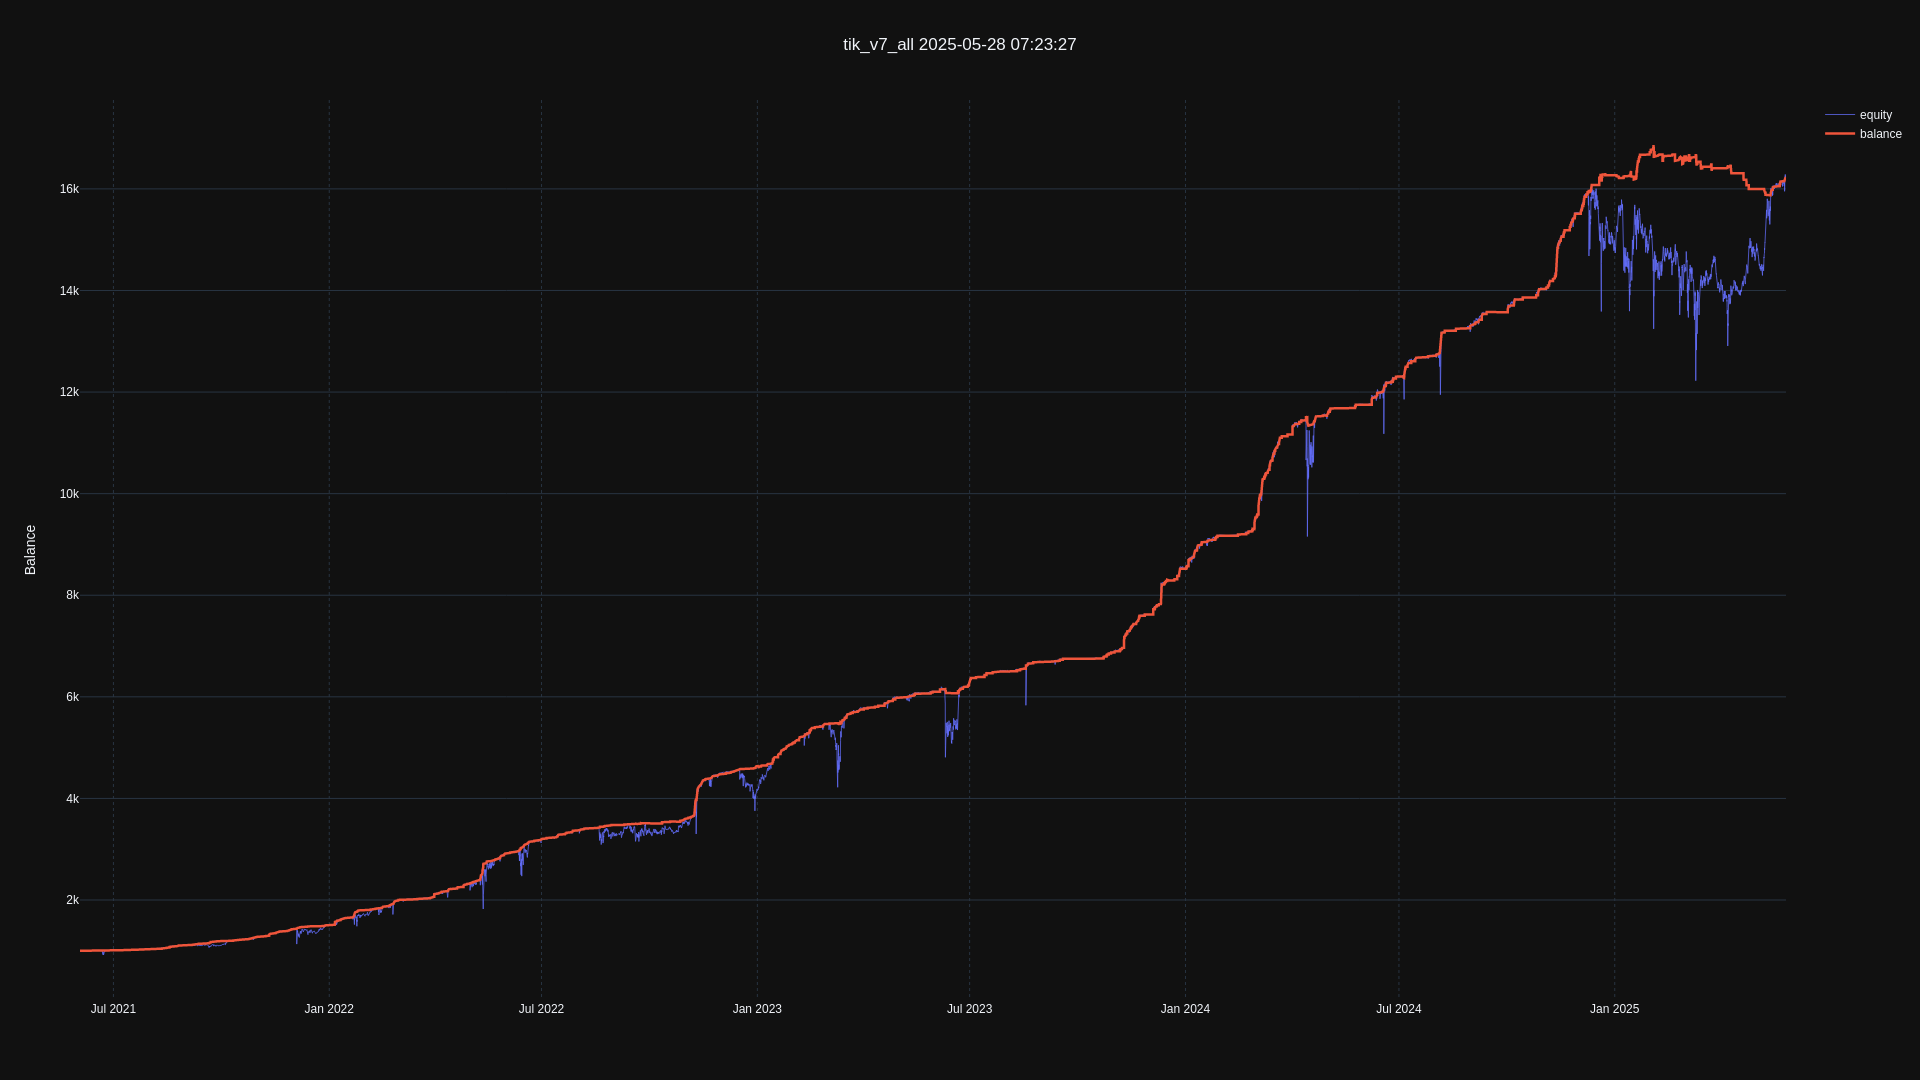 tik_v7_all 2025-05-28 07:23:27
equity
balance
Balance
16k
14k
12k
10k
8k
6k
4k
2k
Jul 2021
Jan 2022
Jul 2022
Jan 2023
Jul 2023
Jan 2024
Jul 2024
Jan 2025